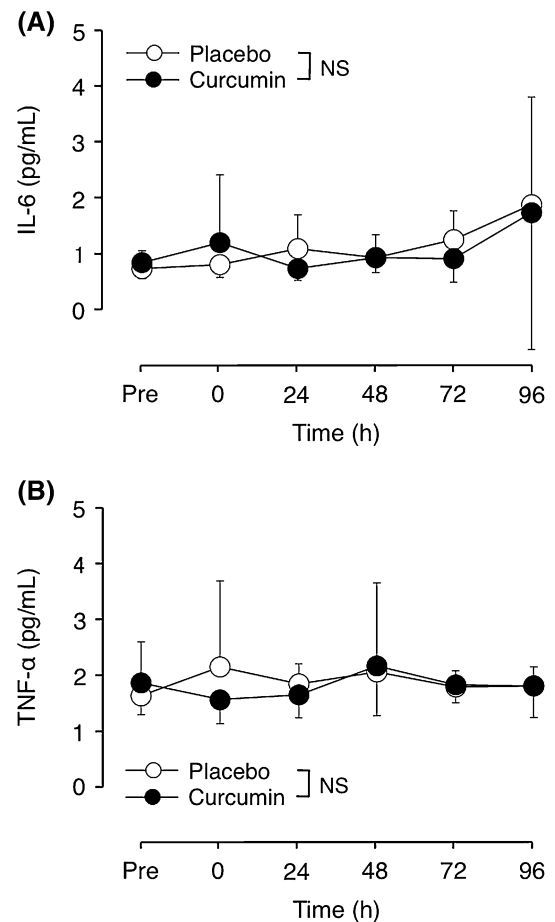 (A)
5
4
3
2
1
0
IL-6 (pg/mL)
Placebo
Curcumin
NS
Pre 0 24 48 72 96
Time (h)
(B)
5
4
3
2
1
0
TNF-α (pg/mL)
Placebo
Curcumin
NS
Pre 0 24 48 72 96
Time (h)